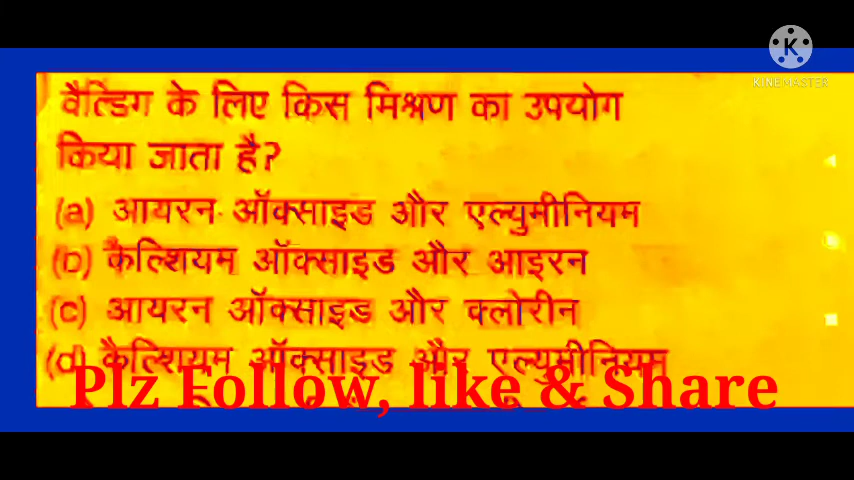 KINEMASTER
वैल्डिग के लिए किस मिश्रण का उपयोग
किया जाता है?
(a) आयरन ऑक्साइड और एल्युमीनियम
(b) कैल्शियम ऑक्साइड और आइरन
(c) आयरन ऑक्साइड और क्लोरीन
(d) कैल्शियम ऑक्साइड और एल्युमीनियम
Plz Follow, like & Share